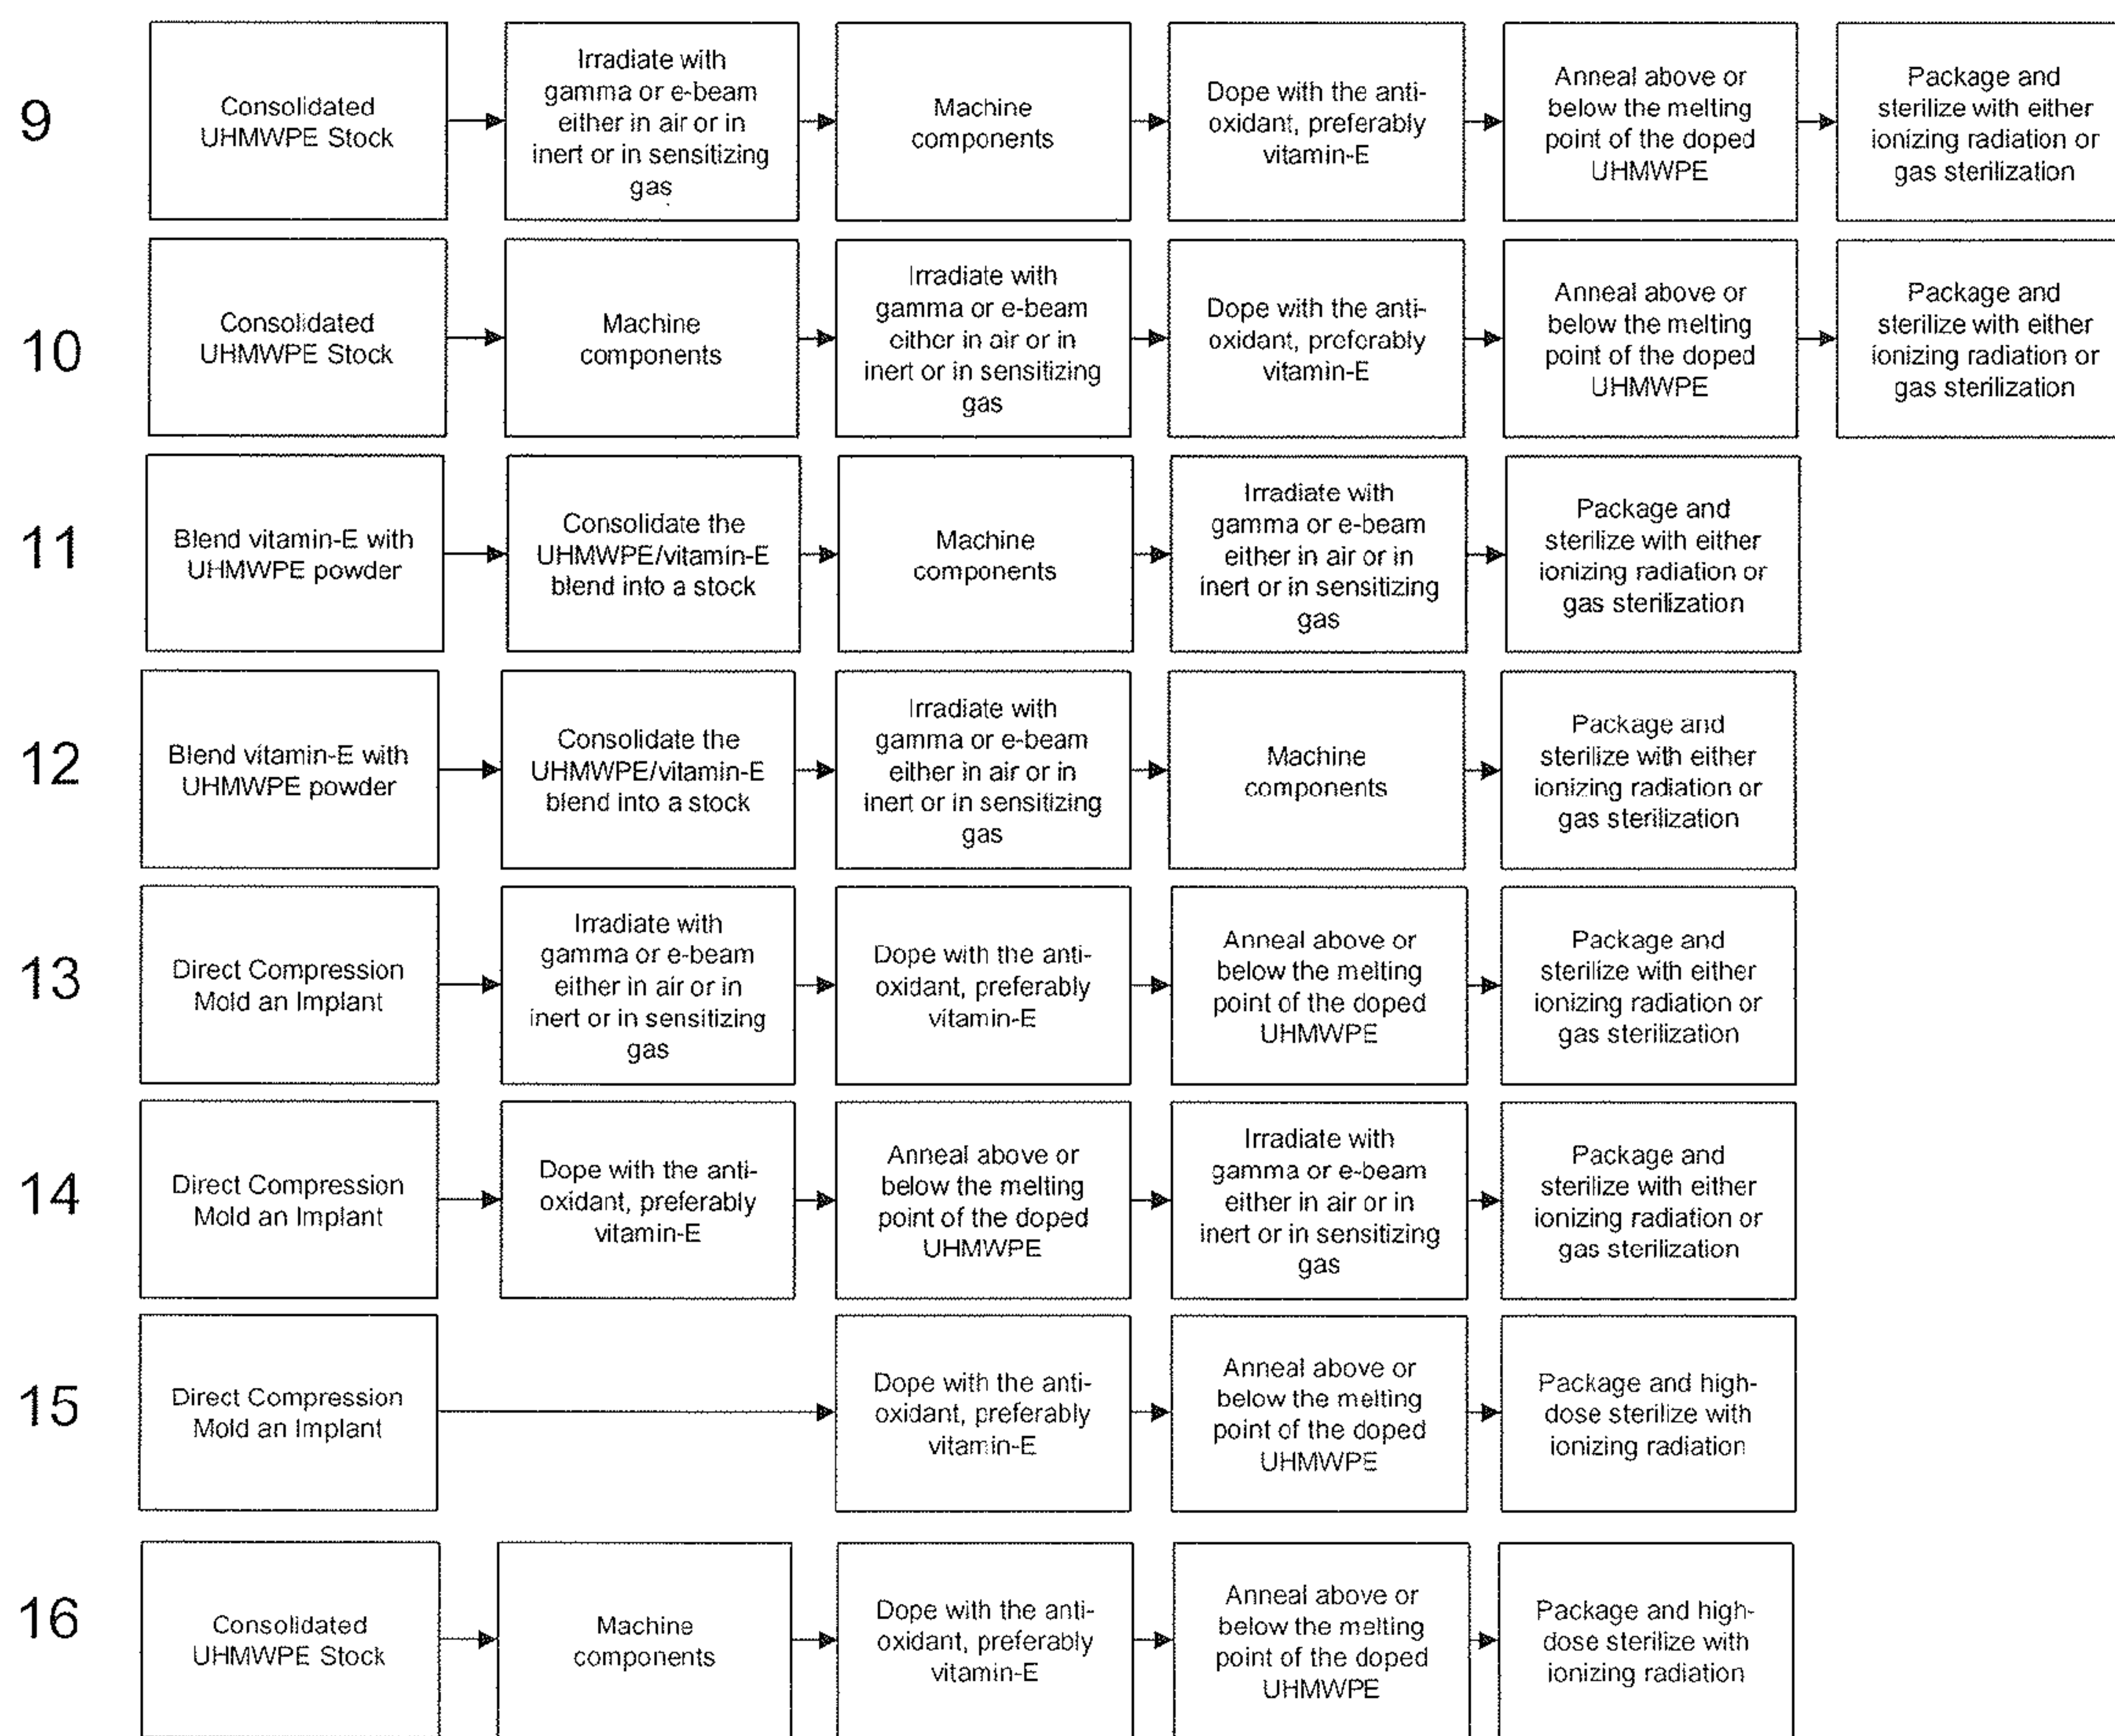 9
Consolidated
UHMWPE Stock
Irradiate with
gamma or e-beam
either in air or in
inert or in sensitizing
gas
Machine
components
Dope with the anti-
oxidant, preferably
vitamin-E
Anneal above or
below the melting
point of the doped
UHMWPE
Package and
sterilize with either
ionizing radiation or
gas sterilization
10
Consolidated
UHMWPE Stock
Machine
components
Irradiate with
gamma or e-beam
either in air or in
inert or in sensitizing
gas
Dope with the anti-
oxidant, preferably
vitamin-E
Anneal above or
below the melting
point of the doped
UHMWPE
Package and
sterilize with either
ionizing radiation or
gas sterilization
11
Blend vitamin-E with
UHMWPE powder
Consolidate the
UHMWPE/vitamin-E
blend into a stock
Machine
components
Irradiate with
gamma or e-beam
either in air or in
inert or in sensitizing
gas
Package and
sterilize with either
ionizing radiation or
gas sterilization
12
Blend vitamin-E with
UHMWPE powder
Consolidate the
UHMWPE/vitamin-E
blend into a stock
Irradiate with
gamma or e-beam
either in air or in
inert or in sensitizing
gas
Machine
components
Package and
sterilize with either
ionizing radiation or
gas sterilization
13
Direct Compression
Mold an Implant
Irradiate with
gamma or e-beam
either in air or in
inert or in sensitizing
gas
Dope with the anti-
oxidant, preferably
vitamin-E
Anneal above or
below the melting
point of the doped
UHMWPE
Package and
sterilize with either
ionizing radiation or
gas sterilization
14
Direct Compression
Mold an Implant
Dope with the anti-
oxidant, preferably
vitamin-E
Anneal above or
below the melting
point of the doped
UHMWPE
Irradiate with
gamma or e-beam
either in air or in
inert or in sensitizing
gas
Package and
sterilize with either
ionizing radiation or
gas sterilization
15
Direct Compression
Mold an Implant
Dope with the anti-
oxidant, preferably
vitamin-E
Anneal above or
below the melting
point of the doped
UHMWPE
Package and high-
dose sterilize with
ionizing radiation
16
Consolidated
UHMWPE Stock
Machine
components
Dope with the anti-
oxidant, preferably
vitamin-E
Anneal above or
below the melting
point of the doped
UHMWPE
Package and high-
dose sterilize with
ionizing radiation